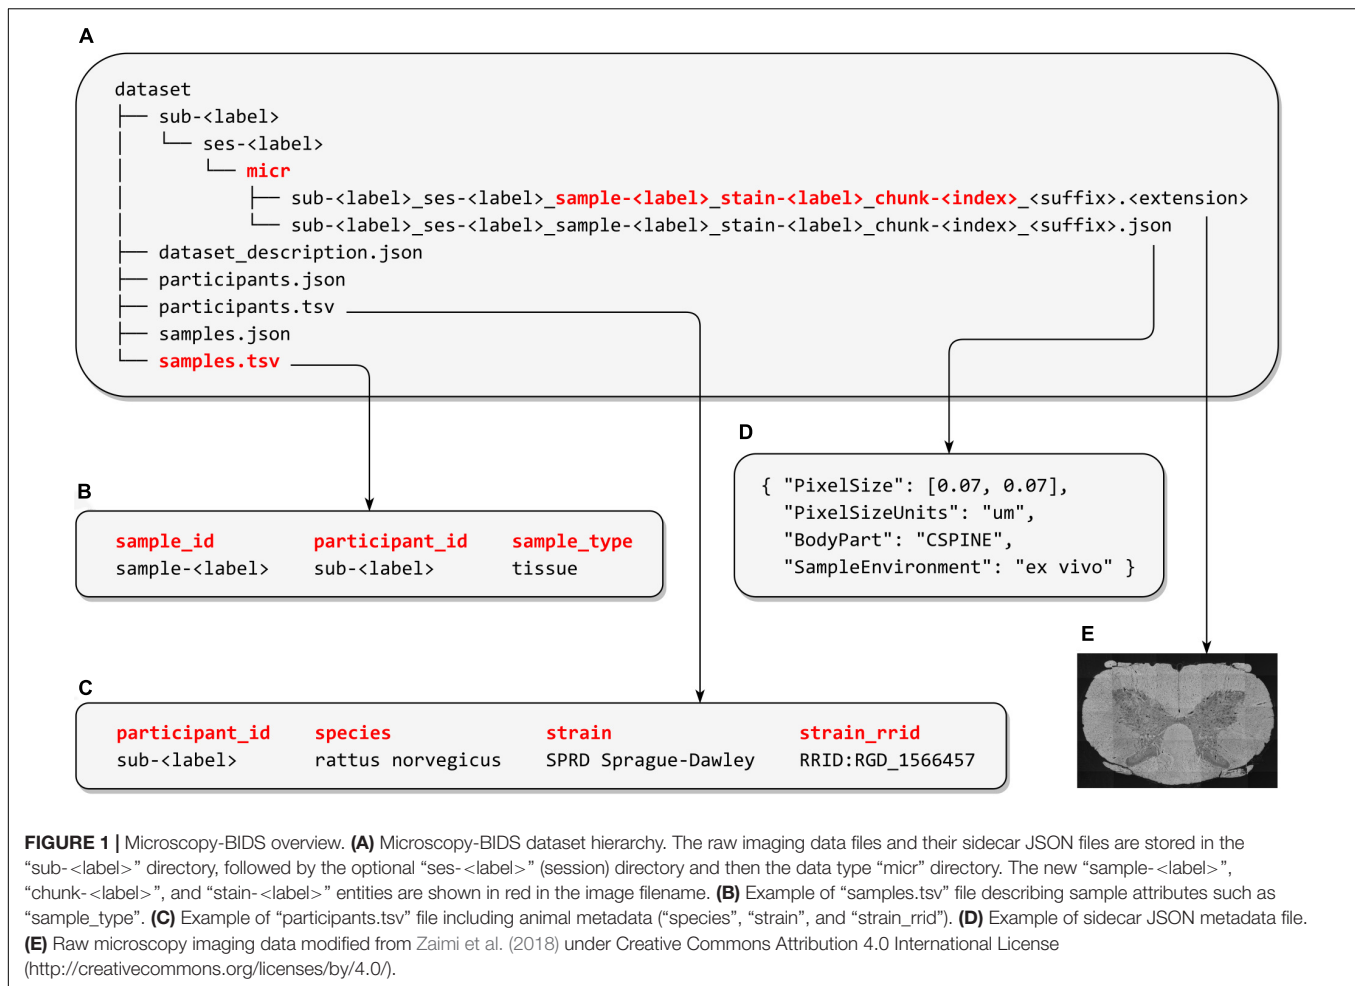 A
dataset
├── sub-<label>
│   └── ses-<label>
│       └── micr
│           ├── sub-<label>_ses-<label>_sample-<label>_stain-<label>_chunk-<index>_<suffix>.<extension>
│           └── sub-<label>_ses-<label>_sample-<label>_stain-<label>_chunk-<index>_<suffix>.json
├── dataset_description.json
├── participants.json
├── participants.tsv
├── samples.json
└── samples.tsv
B
sample_id participant_id sample_type
sample-<label> sub-<label> tissue
D
{ "PixelSize": [0.07, 0.07],
"PixelSizeUnits": "um",
"BodyPart": "CSPINE",
"SampleEnvironment": "ex vivo" }
E
C
participant_id species strain strain_rrid
sub-<label> rattus norvegicus SPRD Sprague-Dawley RRID:RGD_1566457
FIGURE 1 | Microscopy-BIDS overview. (A) Microscopy-BIDS dataset hierarchy. The raw imaging data files and their sidecar JSON files are stored in the
“sub-<label>” directory, followed by the optional “ses-<label>” (session) directory and then the data type “micr” directory. The new “sample-<label>”,
“chunk-<label>”, and “stain-<label>” entities are shown in red in the image filename. (B) Example of “samples.tsv” file describing sample attributes such as
“sample_type”. (C) Example of “participants.tsv” file including animal metadata (“species”, “strain”, and “strain_rrid”). (D) Example of sidecar JSON metadata file.
(E) Raw microscopy imaging data modified from Zaimi et al. (2018) under Creative Commons Attribution 4.0 International License
(http://creativecommons.org/licenses/by/4.0/).